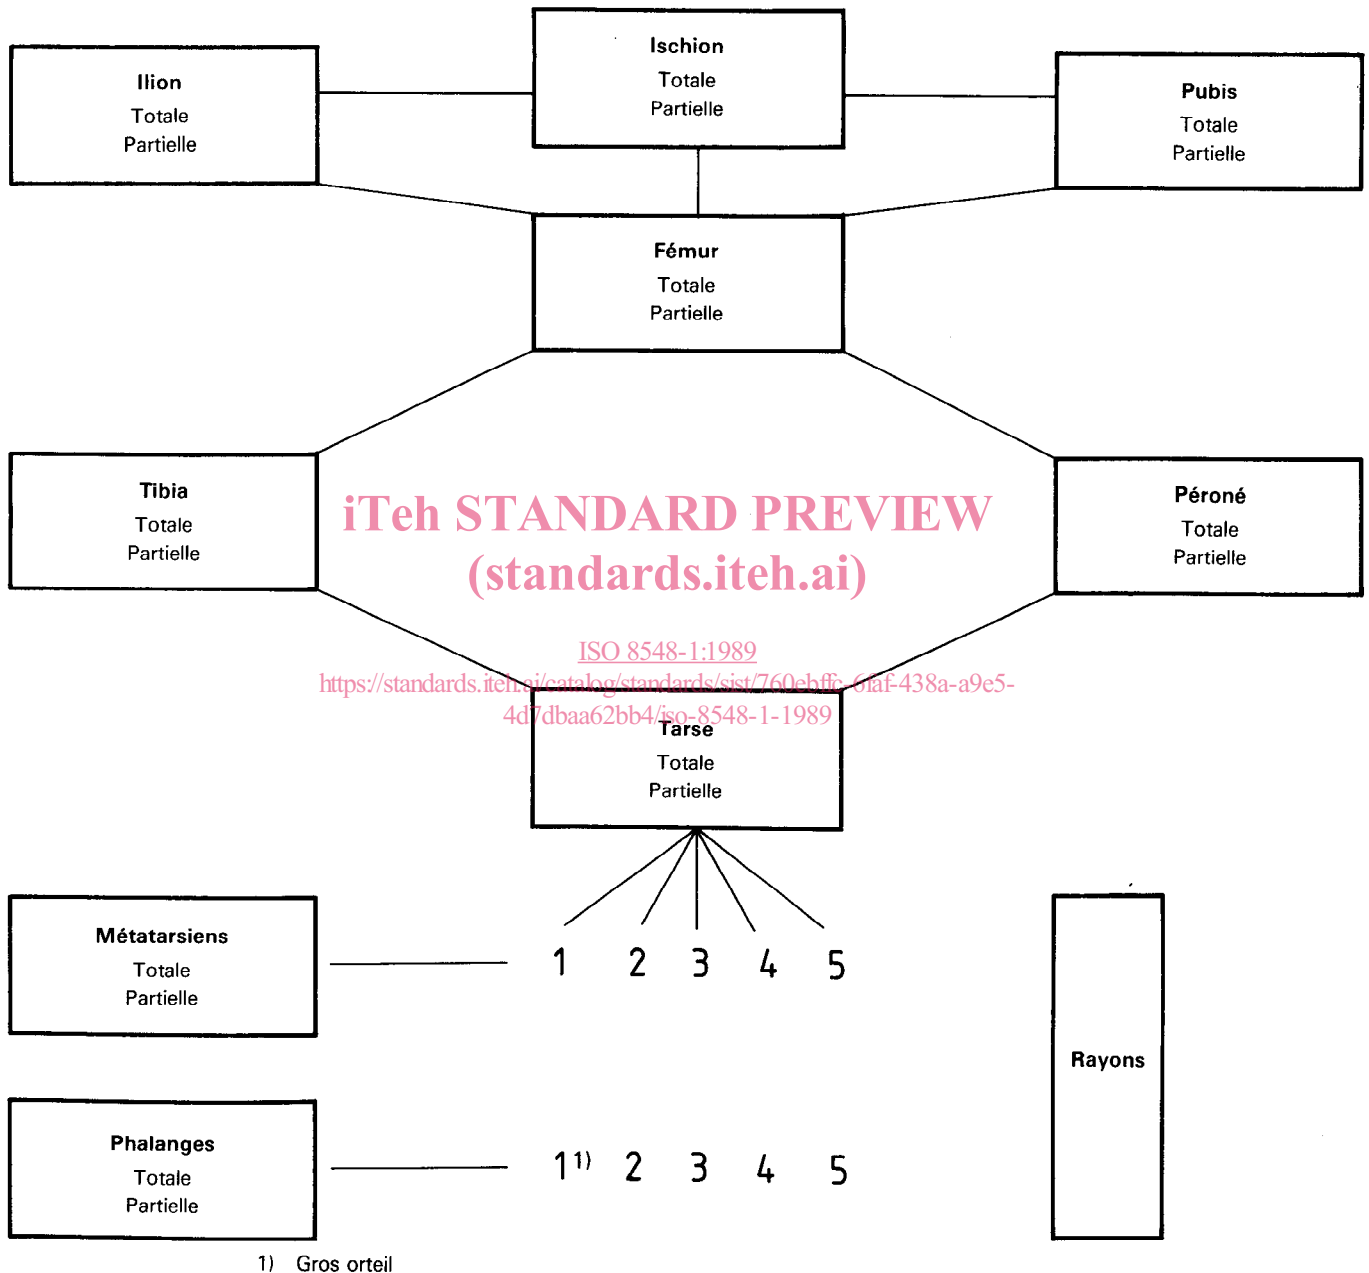 Ilion
Totale
Partielle
Ischion
Totale
Partielle
Pubis
Totale
Partielle
Fémur
Totale
Partielle
Tibia
Totale
Partielle
Péroné
Totale
Partielle
iTeh STANDARD PREVIEW
(standards.iteh.ai)
ISO 8548-1:1989
https://standards.iteh.ai/catalog/standards/sist/760ebffc-6faf-438a-a9e5-
4d7dbaa62bb4/iso-8548-1-1989
Tarse
Totale
Partielle
Métatarsiens
Totale
Partielle
1 2 3 4 5
Rayons
Phalanges
Totale
Partielle
1 1) 2 3 4 5
1) Gros orteil